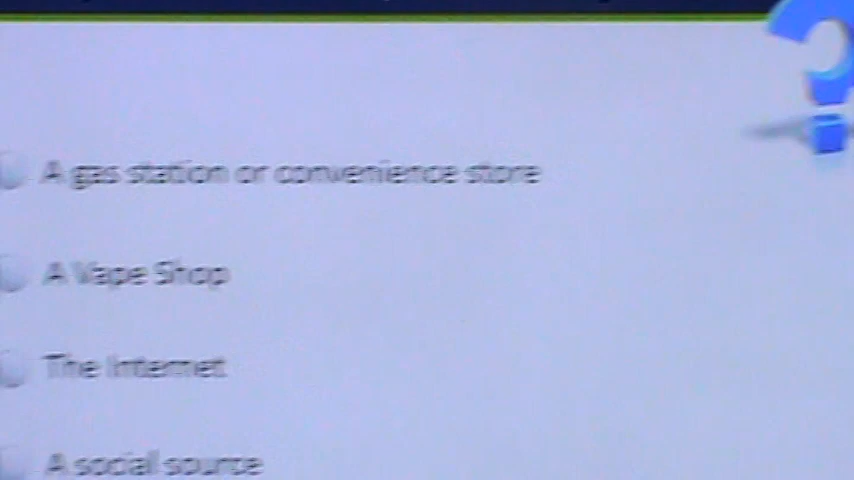 A gas station or convenience store
A Vape Shop
The Internet
A social source